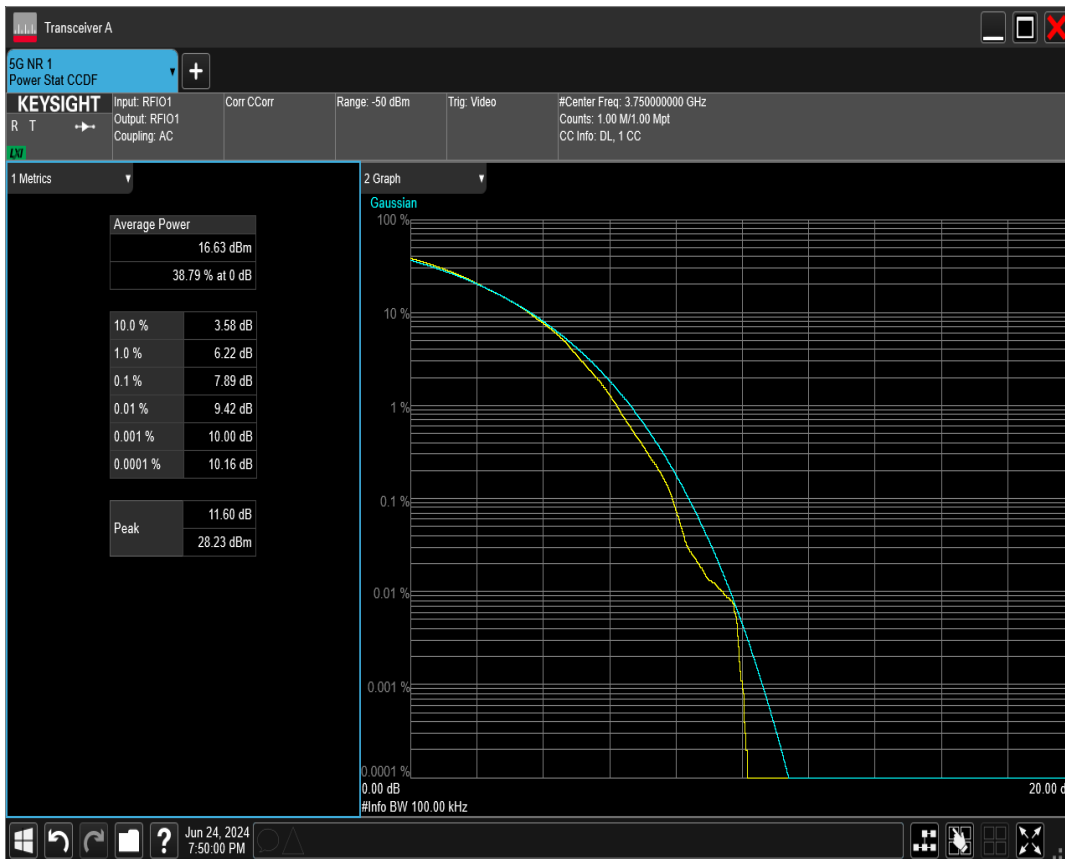 Transceiver A
5G NR 1
Power Stat CCDF
KEYSIGHT
R T
LXI
Input: RFIO1
Output: RFIO1
Coupling: AC
Corr CCorr
Range: -50 dBm
Trig: Video
#Center Freq: 3.750000000 GHz
Counts: 1.00 M/1.00 Mpt
CC Info: DL, 1 CC
1 Metrics
Average Power
16.63 dBm
38.79 % at 0 dB
10.0 % 3.58 dB
1.0 % 6.22 dB
0.1 % 7.89 dB
0.01 % 9.42 dB
0.001 % 10.00 dB
0.0001 % 10.16 dB
Peak
11.60 dB
28.23 dBm
2 Graph
Gaussian
100 %
10 %
1 %
0.1 %
0.01 %
0.001 %
0.0001 %
0.00 dB
20.00 d
#Info BW 100.00 kHz
?
Jun 24, 2024
7:50:00 PM